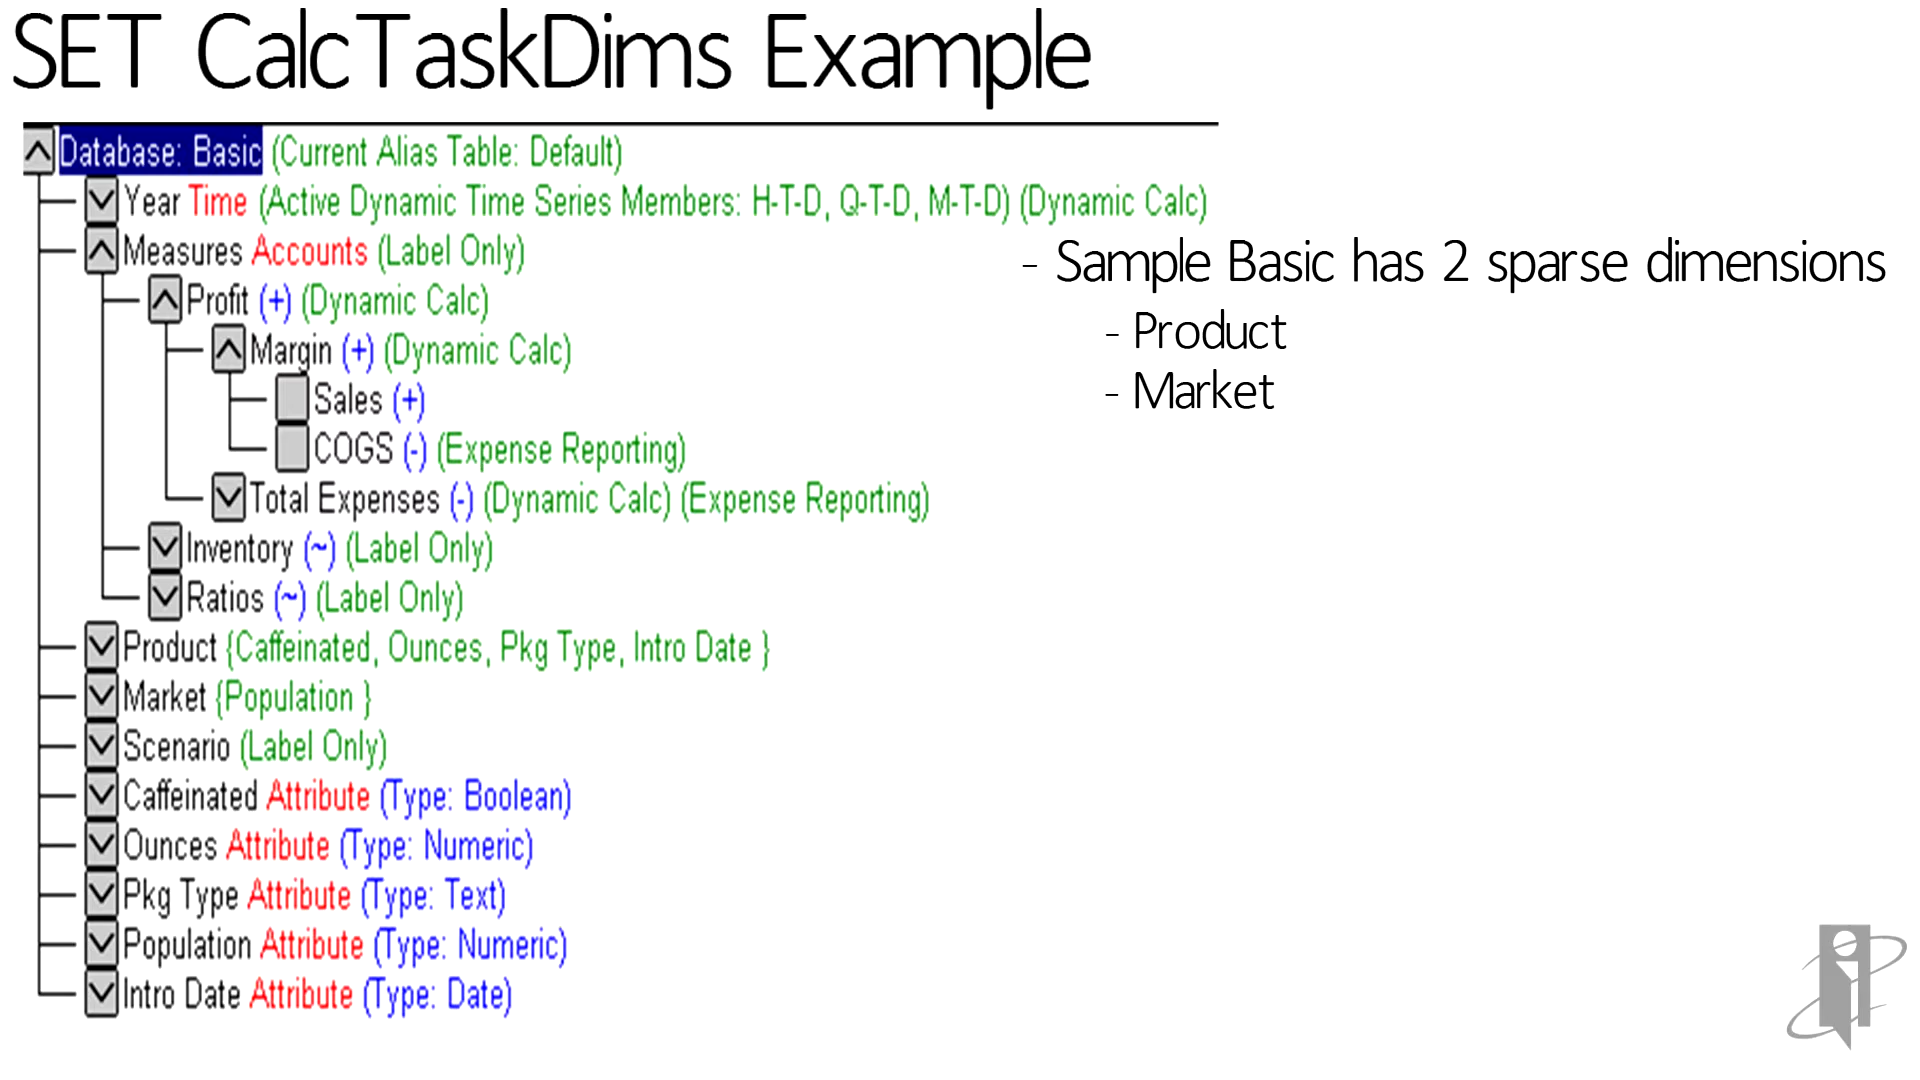 SET CalcTaskDims Example
Database: Basic (Current Alias Table: Default)
Year Time (Active Dynamic Time Series Members: H-T-D, Q-T-D, M-T-D) (Dynamic Calc)
Measures Accounts (Label Only)
Profit (+) (Dynamic Calc)
Margin (+) (Dynamic Calc)
Sales (+)
COGS (-) (Expense Reporting)
Total Expenses (-) (Dynamic Calc) (Expense Reporting)
Inventory (~) (Label Only)
Ratios (~) (Label Only)
Product {Caffeinated, Ounces, Pkg Type, Intro Date }
Market {Population }
Scenario (Label Only)
Caffeinated Attribute (Type: Boolean)
Ounces Attribute (Type: Numeric)
Pkg Type Attribute (Type: Text)
Population Attribute (Type: Numeric)
Intro Date Attribute (Type: Date)
- Sample Basic has 2 sparse dimensions
- Product
- Market